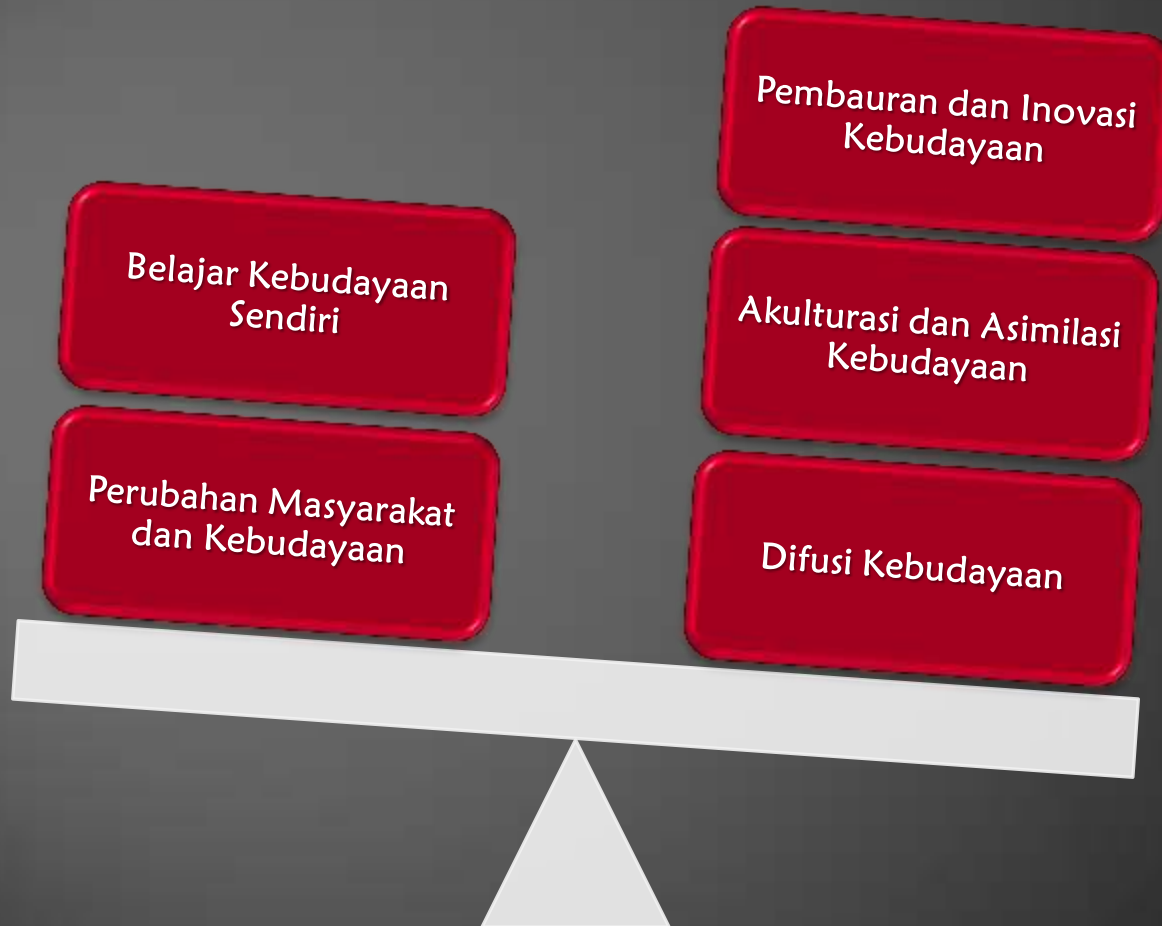 Belajar Kebudayaan
Sendiri
Perubahan Masyarakat
dan Kebudayaan
Pembauran dan Inovasi
Kebudayaan
Akulturasi dan Asimilasi
Kebudayaan
Difusi Kebudayaan